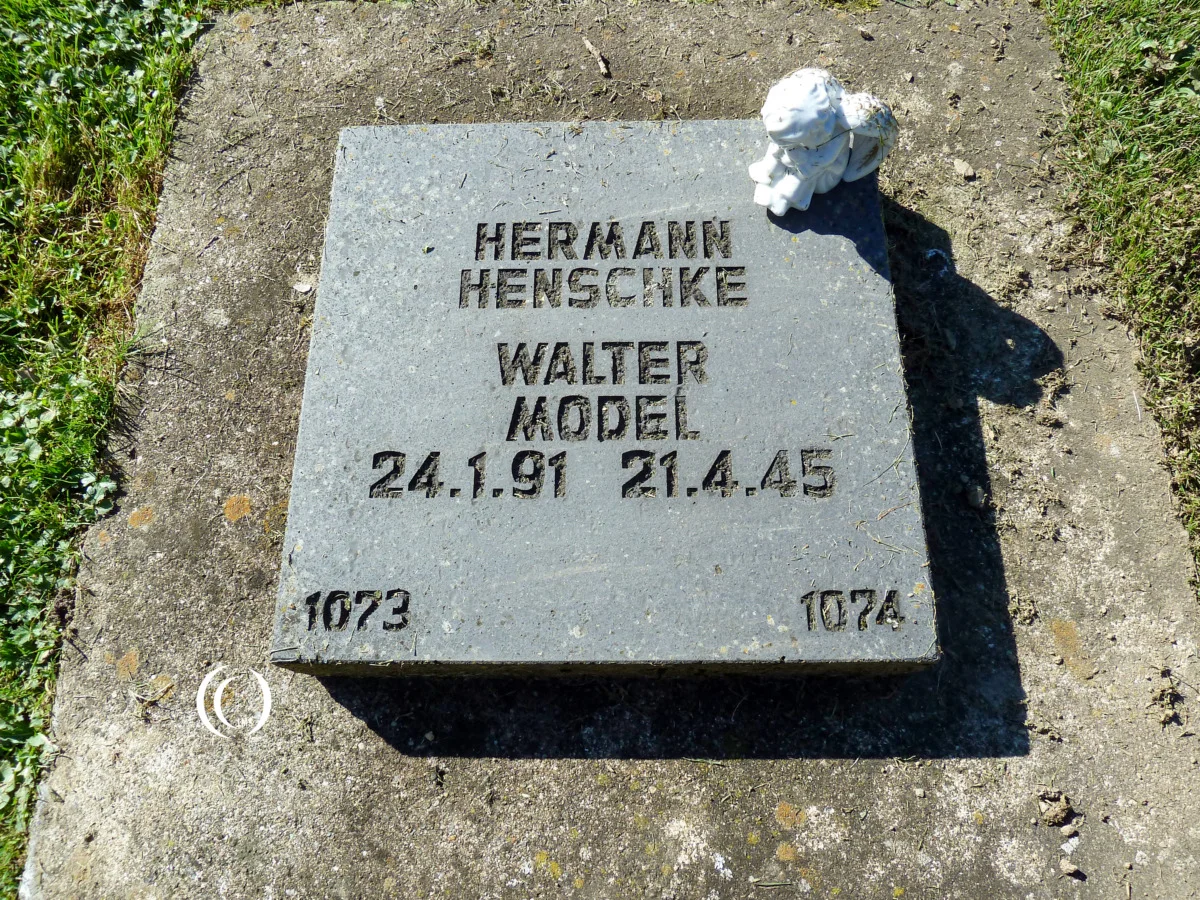 HERMANN
HENSCHKE
WALTER
MODEL
24.1.91 21.4.45
1073 1074